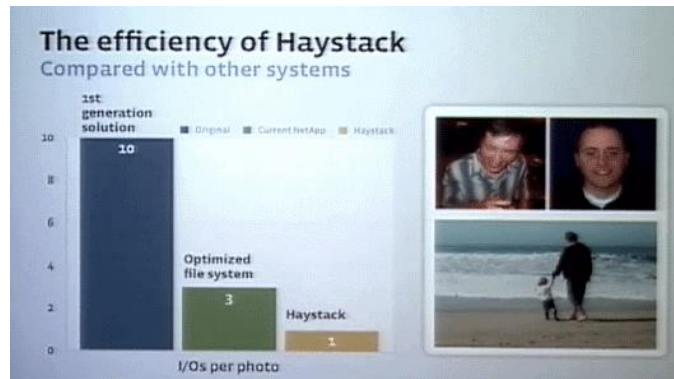 The efficiency of Haystack
Compared with other systems
1st
generation
solution
Original Current NetApp Haystack
10
8
6
4
2
0
10
Optimized
file system
3
Haystack
1
I/Os per photo